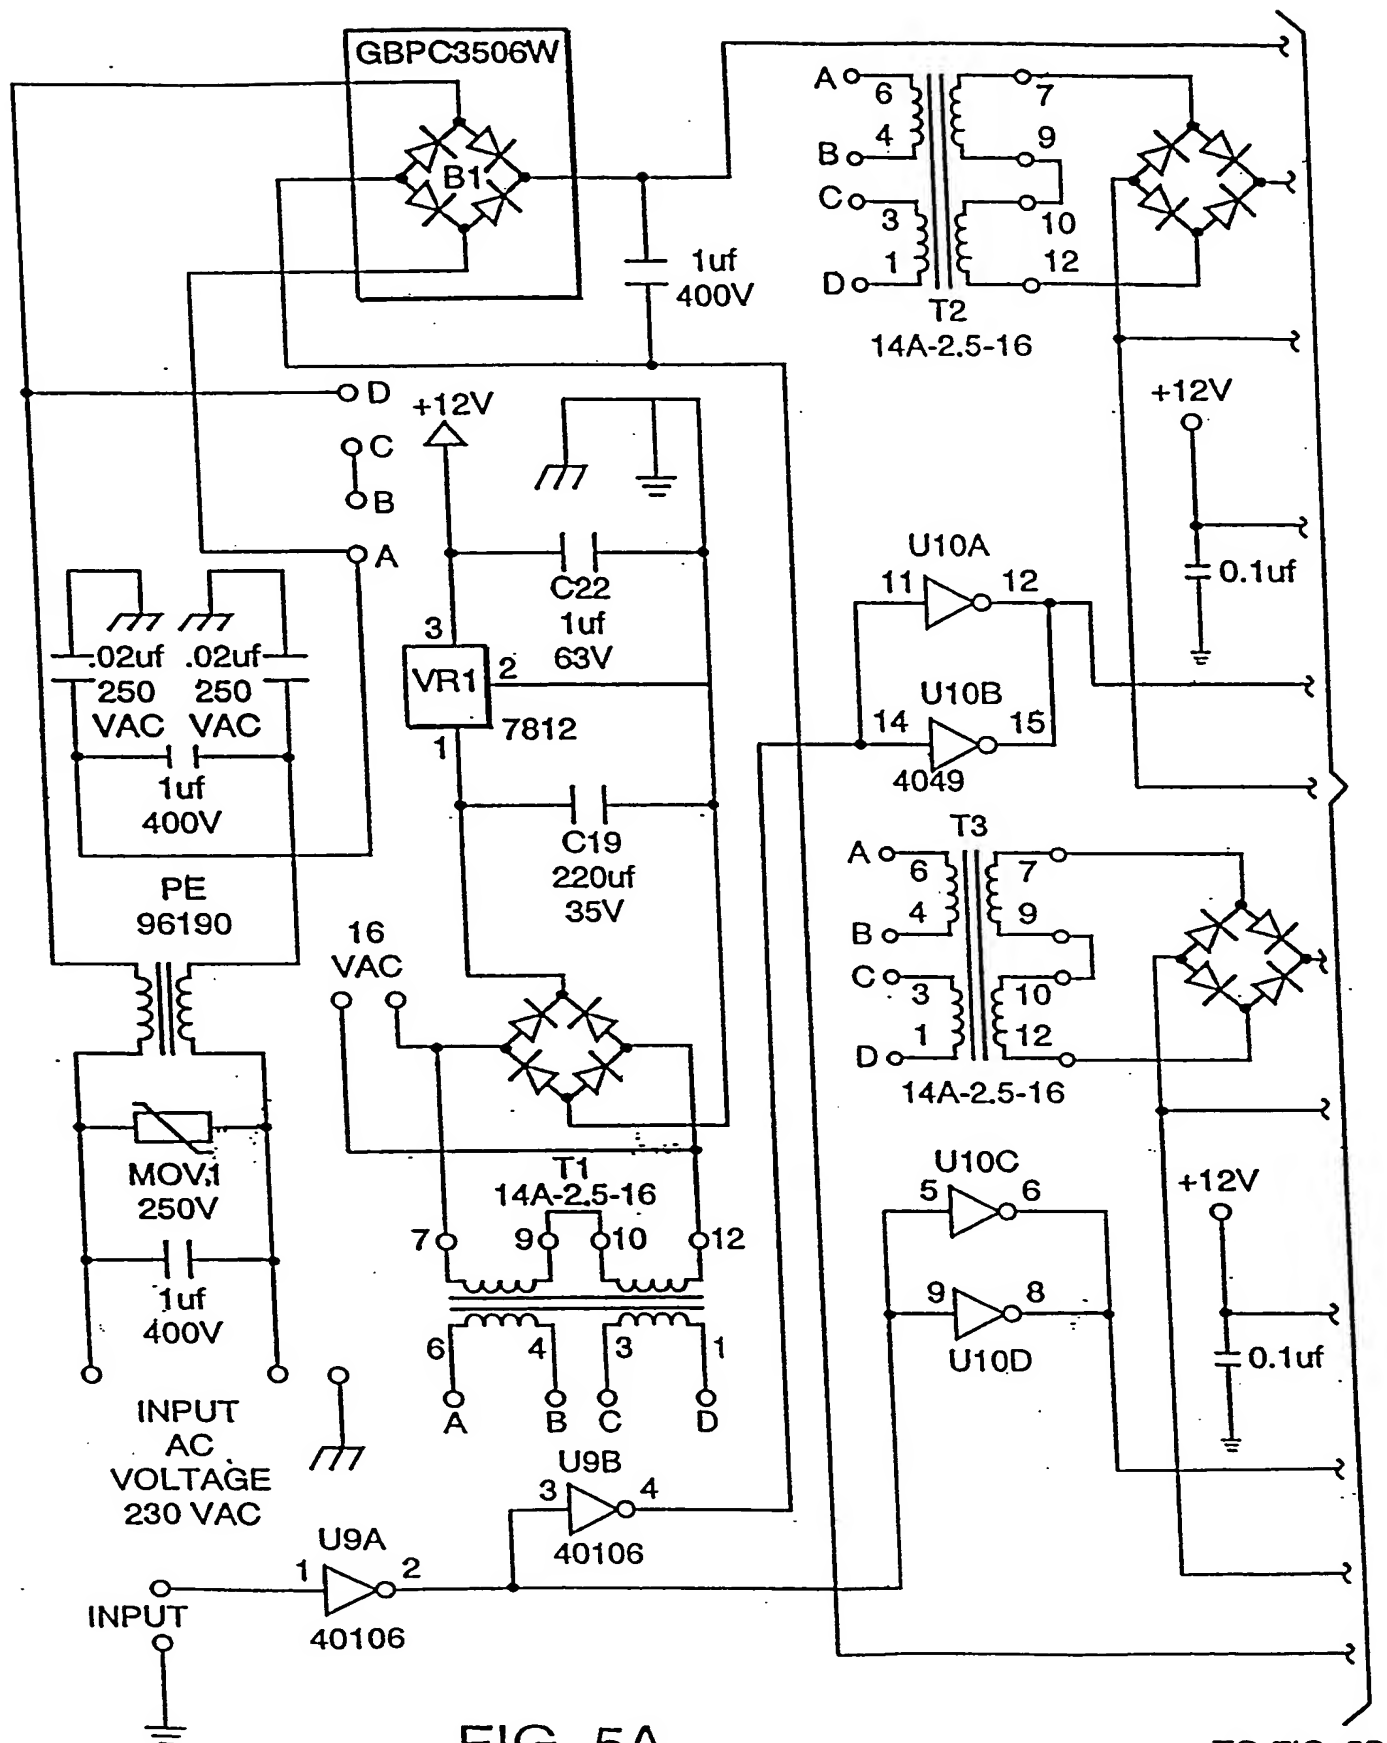 GBPC3506W
B1
1uf
400V
A
6
7
B
4
9
C
3
10
D
1
12
T2
14A-2.5-16
D
C
B
A
+12V
+12V
0.1uf
.02uf
250
VAC
.02uf
250
VAC
1uf
400V
C22
1uf
63V
3
VR1
2
1
7812
C19
220uf
35V
U10A
11
12
U10B
14
15
4049
PE
96190
16
VAC
T3
A
6
7
B
4
9
C
3
10
D
1
12
14A-2.5-16
MOV1
250V
1uf
400V
T1
14A-2.5-16
7
9
10
12
6
4
3
1
A
B
C
D
U10C
5
6
9
8
U10D
+12V
0.1uf
INPUT
AC
VOLTAGE
230 VAC
U9B
3
4
40106
U9A
1
2
INPUT
40106
FIG. 5A